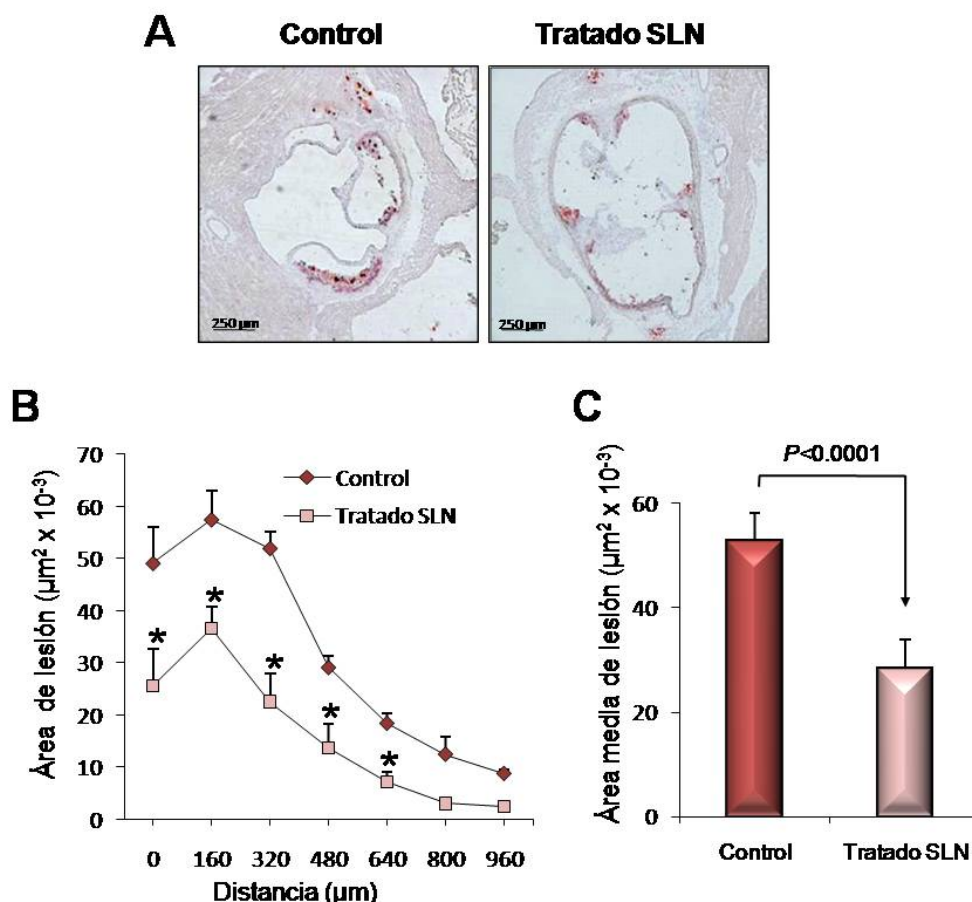 A
Control
Tratado SLN
250 µm
250 µm
B
Área de lesión (µm² x 10⁻³)
70
60
50
40
30
20
10
0
Control
Tratado SLN
*
*
*
*
*
0 160 320 480 640 800 960
Distancia (µm)
C
P<0.0001
Área media de lesión (µm² x 10⁻³)
60
40
20
0
Control Tratado SLN